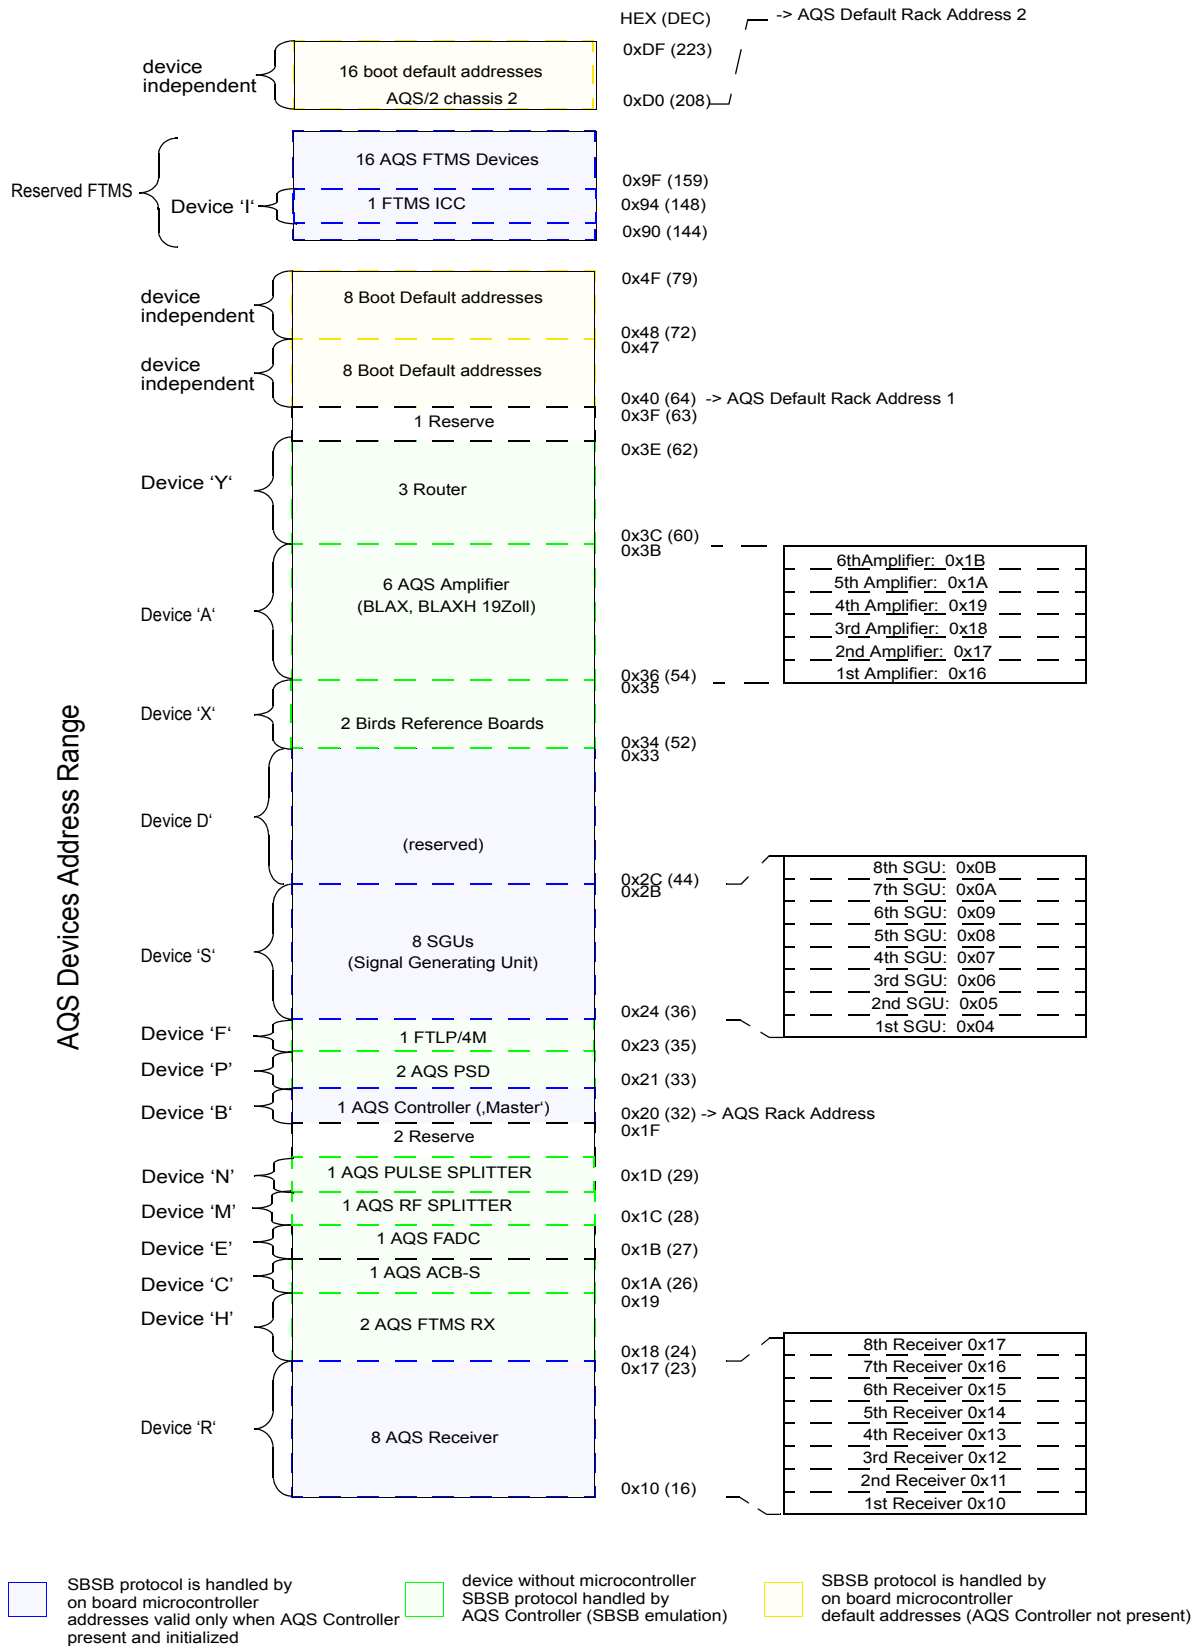 HEX (DEC)
-> AQS Default Rack Address 2
0xDF (223)
device
independent
16 boot default addresses
AQS/2 chassis 2
0xD0 (208)
Reserved FTMS
16 AQS FTMS Devices
0x9F (159)
Device ‘I‘
1 FTMS ICC
0x94 (148)
0x90 (144)
0x4F (79)
device
independent
8 Boot Default addresses
0x48 (72)
0x47
device
independent
8 Boot Default addresses
0x40 (64) -> AQS Default Rack Address 1
0x3F (63)
1 Reserve
0x3E (62)
Device ‘Y‘
3 Router
0x3C (60)
0x3B
Device ‘A‘
6 AQS Amplifier
(BLAX, BLAXH 19Zoll)
6thAmplifier: 0x1B
5th Amplifier: 0x1A
4th Amplifier: 0x19
3rd Amplifier: 0x18
2nd Amplifier: 0x17
1st Amplifier: 0x16
0x36 (54)
0x35
Device ‘X‘
2 Birds Reference Boards
0x34 (52)
0x33
AQS Devices Address Range
Device D‘
(reserved)
0x2C (44)
0x2B
Device ‘S‘
8 SGUs
(Signal Generating Unit)
8th SGU: 0x0B
7th SGU: 0x0A
6th SGU: 0x09
5th SGU: 0x08
4th SGU: 0x07
3rd SGU: 0x06
2nd SGU: 0x05
1st SGU: 0x04
0x24 (36)
Device ‘F‘
1 FTLP/4M
0x23 (35)
Device ‘P‘
2 AQS PSD
0x21 (33)
Device ‘B‘
1 AQS Controller (‚Master‘)
0x20 (32) -> AQS Rack Address
0x1F
2 Reserve
Device ‘N’
1 AQS PULSE SPLITTER
0x1D (29)
Device ‘M’
1 AQS RF SPLITTER
0x1C (28)
Device ‘E’
1 AQS FADC
0x1B (27)
Device ‘C’
1 AQS ACB-S
0x1A (26)
0x19
Device ‘H’
2 AQS FTMS RX
0x18 (24)
0x17 (23)
Device ‘R‘
8 AQS Receiver
0x10 (16)
8th Receiver 0x17
7th Receiver 0x16
6th Receiver 0x15
5th Receiver 0x14
4th Receiver 0x13
3rd Receiver 0x12
2nd Receiver 0x11
1st Receiver 0x10
SBSB protocol is handled by
on board microcontroller
addresses valid only when AQS Controller
present and initialized
device without microcontroller
SBSB protocol handled by
AQS Controller (SBSB emulation)
SBSB protocol is handled by
on board microcontroller
default addresses (AQS Controller not present)